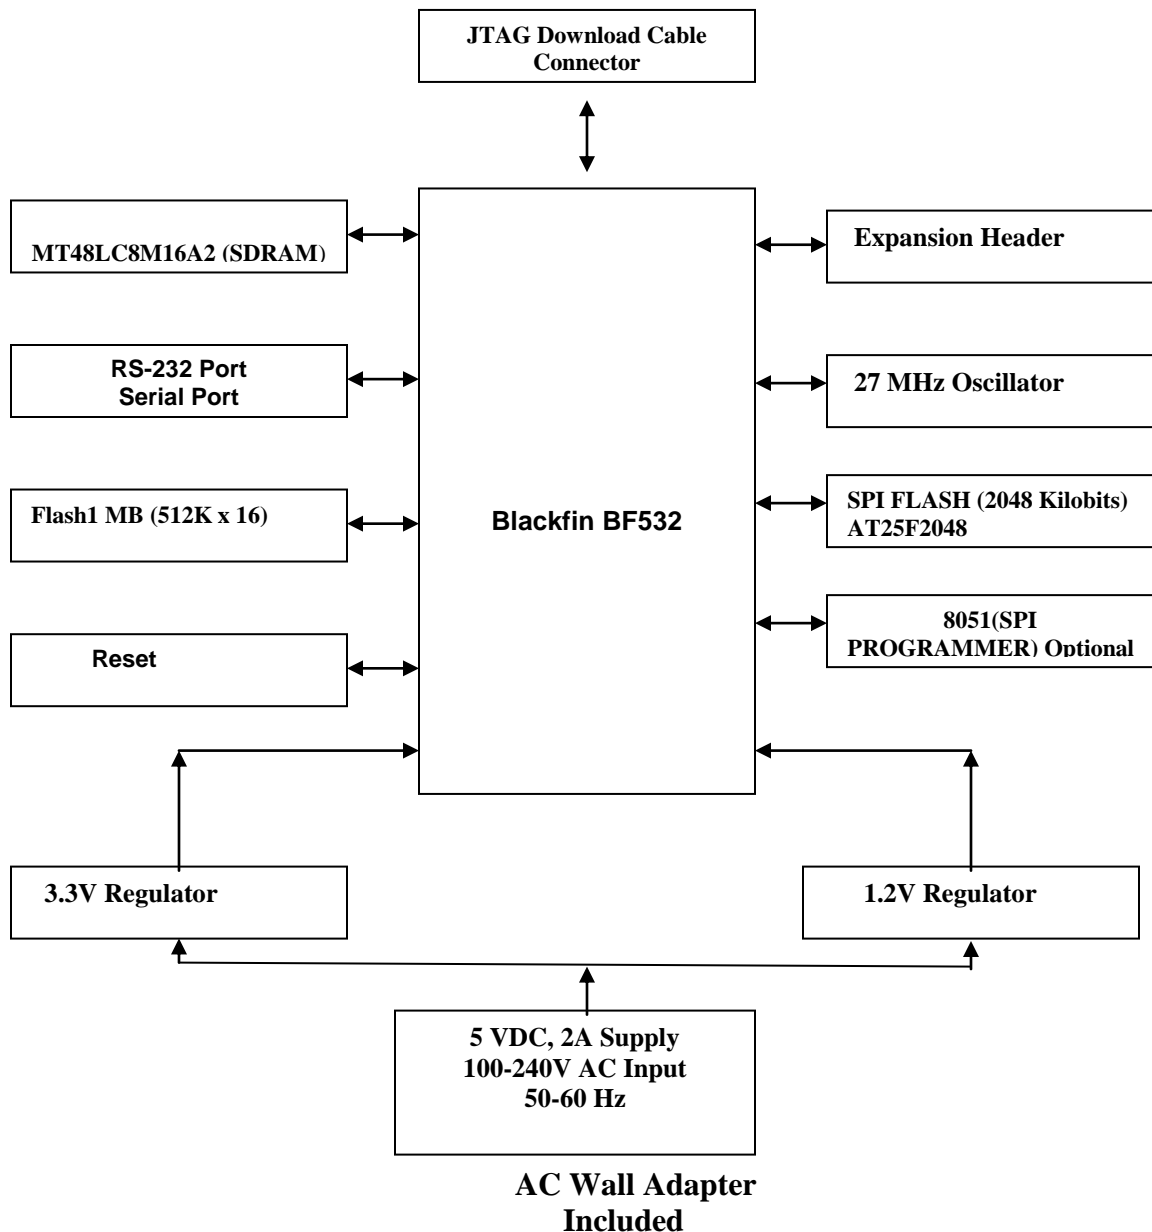 JTAG Download Cable
Connector
MT48LC8M16A2 (SDRAM)
Expansion Header
RS-232 Port
Serial Port
27 MHz Oscillator
Flash1 MB (512K x 16)
Blackfin BF532
SPI FLASH (2048 Kilobits)
AT25F2048
8051(SPI
PROGRAMMER) Optional
Reset
3.3V Regulator
1.2V Regulator
5 VDC, 2A Supply
100-240V AC Input
50-60 Hz
AC Wall Adapter
Included